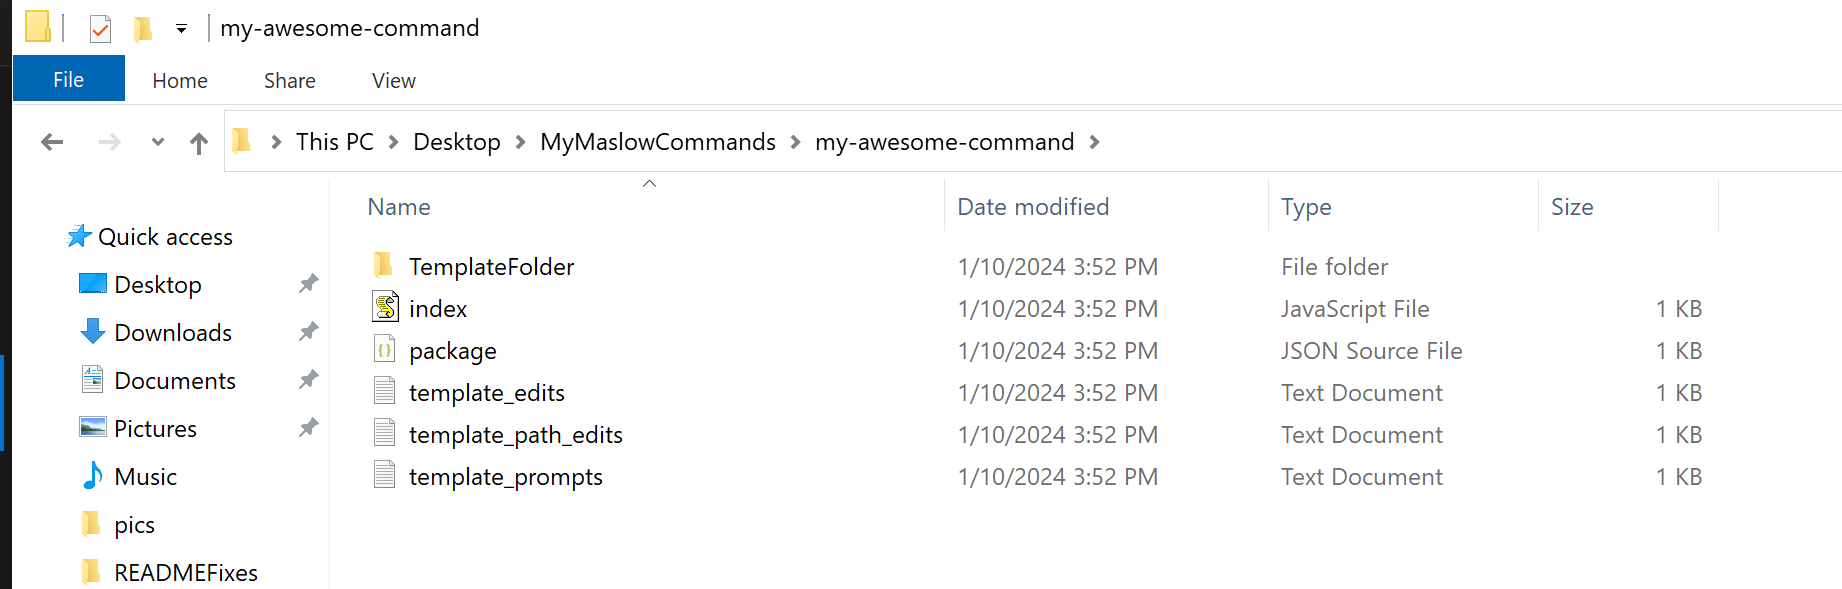 my-awesome-command
File Home Share View
This PC Desktop MyMaslowCommands my-awesome-command
Name Date modified Type Size
Quick access
Desktop
Downloads
Documents
Pictures
Music
pics
READMEFixes
TemplateFolder 1/10/2024 3:52 PM File folder
index 1/10/2024 3:52 PM JavaScript File 1 KB
package 1/10/2024 3:52 PM JSON Source File 1 KB
template_edits 1/10/2024 3:52 PM Text Document 1 KB
template_path_edits 1/10/2024 3:52 PM Text Document 1 KB
template_prompts 1/10/2024 3:52 PM Text Document 1 KB